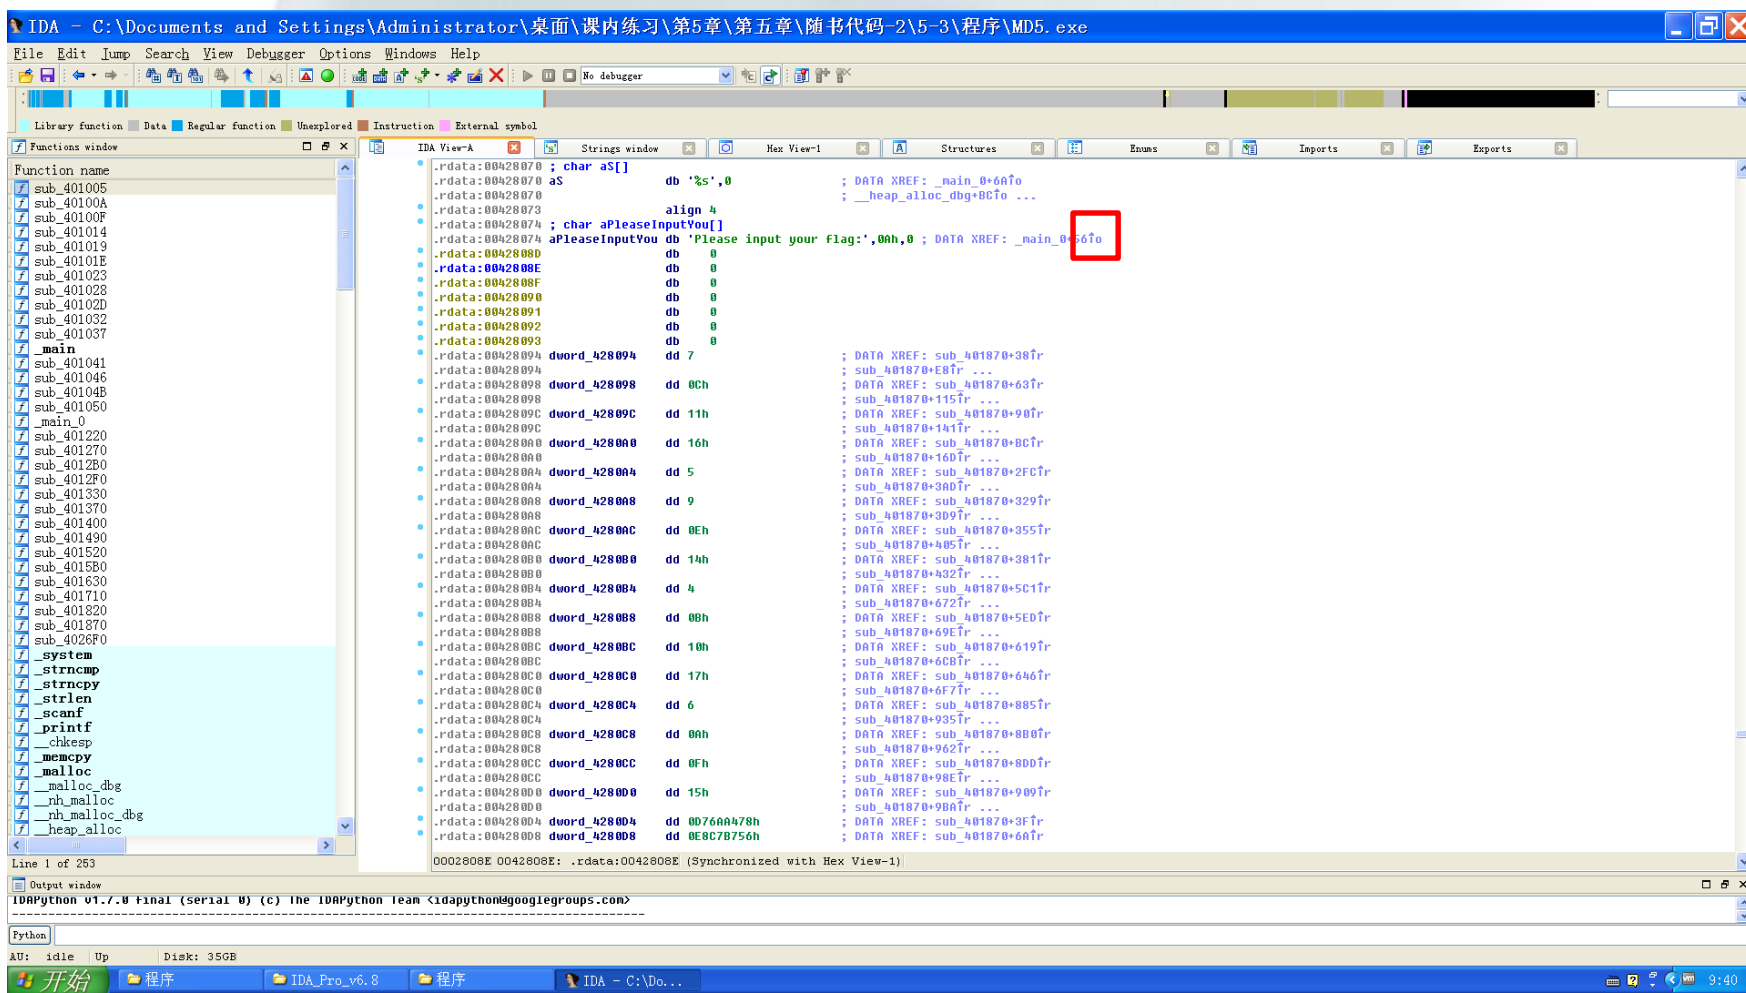 IDA - C:\Documents and Settings\Administrator\桌面\课内练习\第5章\第五章\随书代码-2\5-3\程序\MD5.exe
File Edit Jump Search View Debugger Options Windows Help
No debugger
Library function Data Regular function Unexplored Instruction External symbol
Functions window
IDA View-A Strings window Hex View-1 Structures Enums Imports Exports
Function name
sub_401005
sub_40100A
sub_40100F
sub_401014
sub_401019
sub_40101E
sub_401023
sub_401028
sub_40102D
sub_401032
sub_401037
_main
sub_401041
sub_401046
sub_40104B
sub_401050
_main_0
sub_401220
sub_401270
sub_4012B0
sub_4012F0
sub_401330
sub_401370
sub_401400
sub_401490
sub_401520
sub_4015B0
sub_401630
sub_401710
sub_401820
sub_401870
sub_4026F0
_system
_strncmp
_strncpy
_strlen
_scanf
_printf
__chkesp
_memcpy
_malloc
__malloc_dbg
__nh_malloc
__nh_malloc_dbg
__heap_alloc
Line 1 of 253
.rdata:00428070 ; char aS[]
.rdata:00428070 aS db '%s',0 ; DATA XREF: _main_0+6A↑o
.rdata:00428070 ; __heap_alloc_dbg+BC↑o ...
.rdata:00428073 align 4
.rdata:00428074 ; char aPleaseInputYou[]
.rdata:00428074 aPleaseInputYou db 'Please input your flag:',0Ah,0 ; DATA XREF: _main_0+56↑o
.rdata:0042808D db 0
.rdata:0042808E db 0
.rdata:0042808F db 0
.rdata:00428090 db 0
.rdata:00428091 db 0
.rdata:00428092 db 0
.rdata:00428093 db 0
.rdata:00428094 dword_428094 dd 7 ; DATA XREF: sub_401870+38↑r
.rdata:00428094 ; sub_401870+E8↑r ...
.rdata:00428098 dword_428098 dd 0Ch ; DATA XREF: sub_401870+63↑r
.rdata:00428098 ; sub_401870+115↑r ...
.rdata:0042809C dword_42809C dd 11h ; DATA XREF: sub_401870+90↑r
.rdata:0042809C ; sub_401870+141↑r ...
.rdata:004280A0 dword_4280A0 dd 16h ; DATA XREF: sub_401870+BC↑r
.rdata:004280A0 ; sub_401870+16D↑r ...
.rdata:004280A4 dword_4280A4 dd 5 ; DATA XREF: sub_401870+2FC↑r
.rdata:004280A4 ; sub_401870+3AD↑r ...
.rdata:004280A8 dword_4280A8 dd 9 ; DATA XREF: sub_401870+329↑r
.rdata:004280A8 ; sub_401870+3D9↑r ...
.rdata:004280AC dword_4280AC dd 0Eh ; DATA XREF: sub_401870+355↑r
.rdata:004280AC ; sub_401870+405↑r ...
.rdata:004280B0 dword_4280B0 dd 14h ; DATA XREF: sub_401870+381↑r
.rdata:004280B0 ; sub_401870+432↑r ...
.rdata:004280B4 dword_4280B4 dd 4 ; DATA XREF: sub_401870+5C1↑r
.rdata:004280B4 ; sub_401870+672↑r ...
.rdata:004280B8 dword_4280B8 dd 0Bh ; DATA XREF: sub_401870+5ED↑r
.rdata:004280B8 ; sub_401870+69E↑r ...
.rdata:004280BC dword_4280BC dd 10h ; DATA XREF: sub_401870+619↑r
.rdata:004280BC ; sub_401870+6CB↑r ...
.rdata:004280C0 dword_4280C0 dd 17h ; DATA XREF: sub_401870+646↑r
.rdata:004280C0 ; sub_401870+6F7↑r ...
.rdata:004280C4 dword_4280C4 dd 6 ; DATA XREF: sub_401870+885↑r
.rdata:004280C4 ; sub_401870+935↑r ...
.rdata:004280C8 dword_4280C8 dd 0Ah ; DATA XREF: sub_401870+8B0↑r
.rdata:004280C8 ; sub_401870+962↑r ...
.rdata:004280CC dword_4280CC dd 0Fh ; DATA XREF: sub_401870+8DD↑r
.rdata:004280CC ; sub_401870+98E↑r ...
.rdata:004280D0 dword_4280D0 dd 15h ; DATA XREF: sub_401870+909↑r
.rdata:004280D0 ; sub_401870+9BA↑r ...
.rdata:004280D4 dword_4280D4 dd 0D76AA478h ; DATA XREF: sub_401870+3F↑r
.rdata:004280D8 dword_4280D8 dd 0E8C7B756h ; DATA XREF: sub_401870+6A↑r
0002808E 0042808E: .rdata:0042808E (Synchronized with Hex View-1)
Output window
IDAPython v1.7.0 final (serial 0) (c) The IDAPython Team <idapython@googlegroups.com>
Python
AU: idle Up Disk: 35GB
开始 程序 IDA_Pro_v6.8 程序 IDA - C:\Do... 9:40